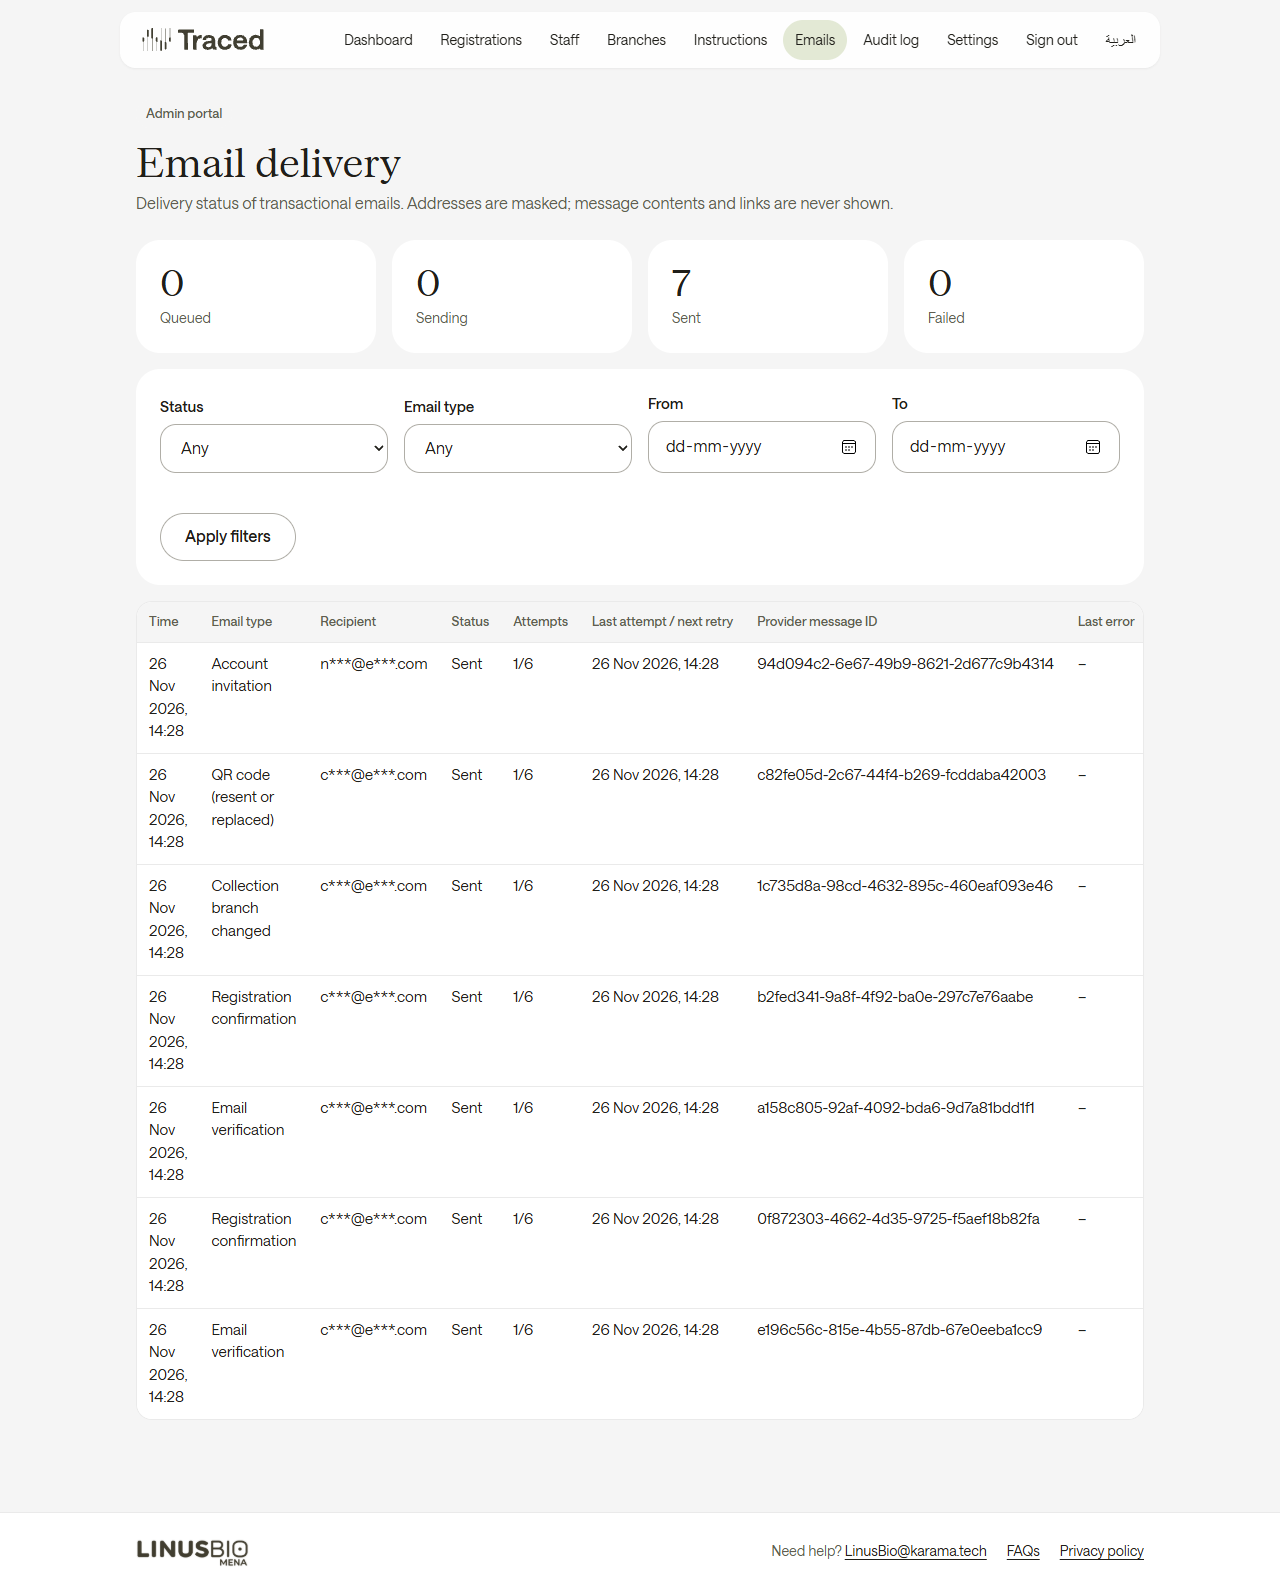 Traced
Dashboard Registrations Staff Branches Instructions Emails Audit log Settings Sign out العربية
Admin portal
Email delivery
Delivery status of transactional emails. Addresses are masked; message contents and links are never shown.
0 0 7 0
Queued Sending Sent Failed
Status Email type From To
Any Any dd-mm-yyyy dd-mm-yyyy
Apply filters
Time Email type Recipient Status Attempts Last attempt / next retry Provider message ID Last error
26 Account n***@e***.com Sent 1/6 26 Nov 2026, 14:28 94d094c2-6e67-49b9-8621-2d677c9b4314 –
Nov invitation
2026,
14:28
26 QR code c***@e***.com Sent 1/6 26 Nov 2026, 14:28 c82fe05d-2c67-44f4-b269-fcddaba42003 –
Nov (resent or
2026, replaced)
14:28
26 Collection c***@e***.com Sent 1/6 26 Nov 2026, 14:28 1c735d8a-98cd-4632-895c-460eaf093e46 –
Nov branch
2026, changed
14:28
26 Registration c***@e***.com Sent 1/6 26 Nov 2026, 14:28 b2fed341-9a8f-4f92-ba0e-297c7e76aabe –
Nov confirmation
2026,
14:28
26 Email c***@e***.com Sent 1/6 26 Nov 2026, 14:28 a158c805-92af-4092-bda6-9d7a81bdd1f1 –
Nov verification
2026,
14:28
26 Registration c***@e***.com Sent 1/6 26 Nov 2026, 14:28 0f872303-4662-4d35-9725-f5aef18b82fa –
Nov confirmation
2026,
14:28
26 Email c***@e***.com Sent 1/6 26 Nov 2026, 14:28 e196c56c-815e-4b55-87db-67e0eeba1cc9 –
Nov verification
2026,
14:28
LINUSBIO
MENA
Need help? LinusBio@karama.tech FAQs Privacy policy